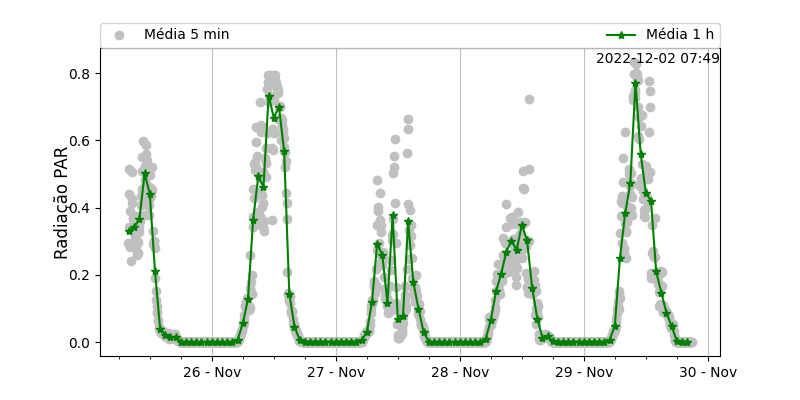 Média 5 min
Média 1 h
2022-12-02 07:49
Radiação PAR
0.8
0.6
0.4
0.2
0.0
26 - Nov
27 - Nov
28 - Nov
29 - Nov
30 - Nov